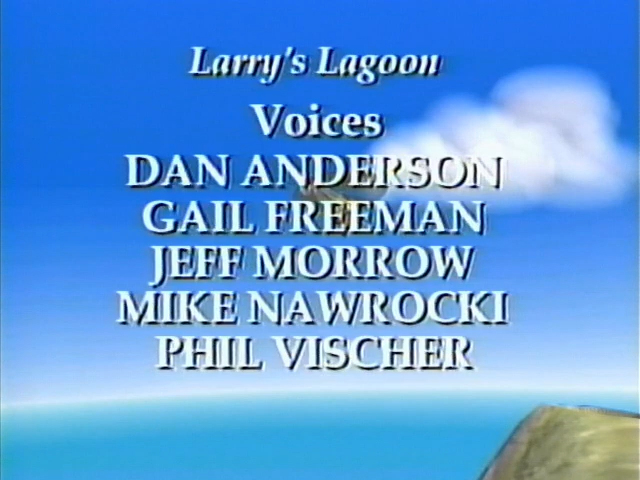 Larry's Lagoon
Voices
DAN ANDERSON
GAIL FREEMAN
JEFF MORROW
MIKE NAWROCKI
PHIL VISCHER